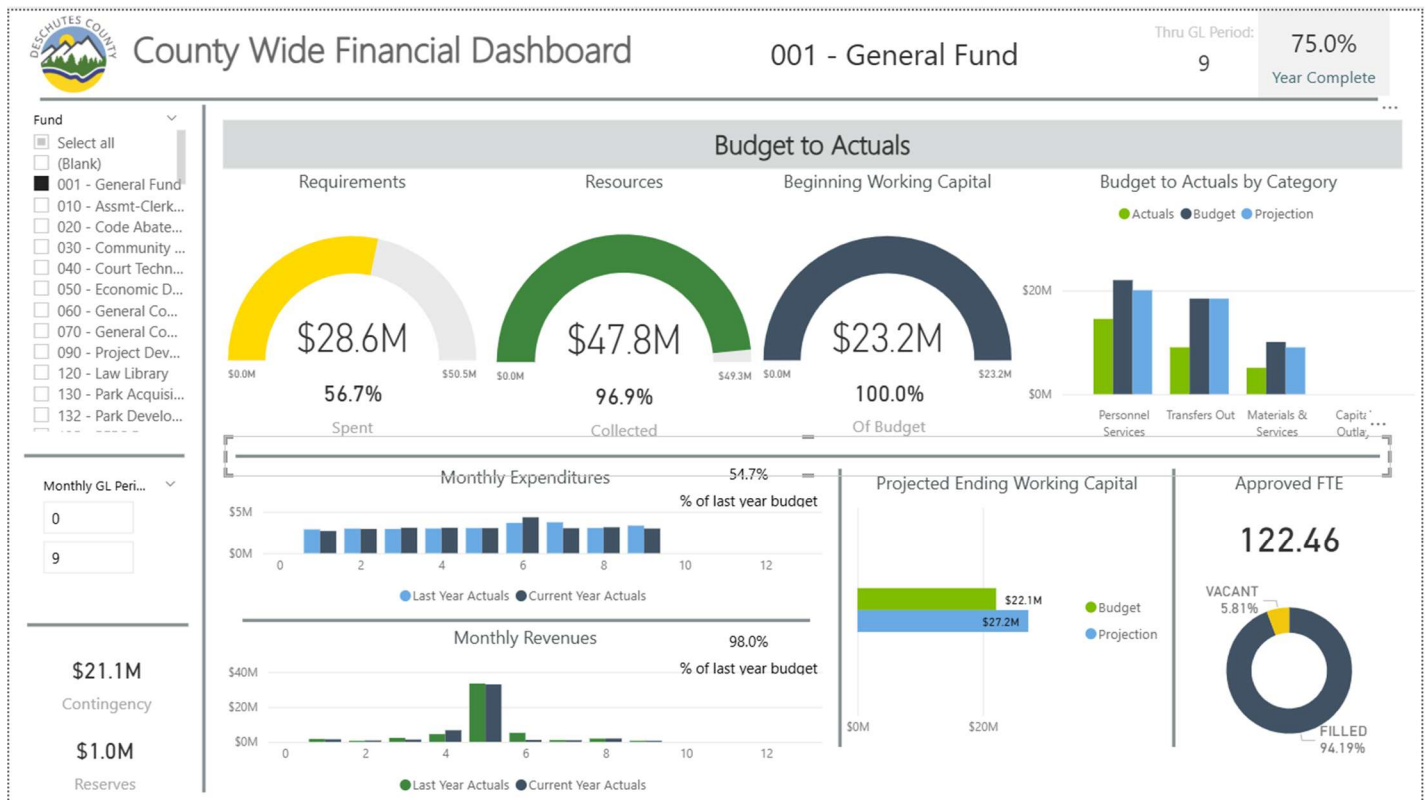 DESCHUTES COUNTY
County Wide Financial Dashboard
001 - General Fund
Thru GL Period:
9
75.0%
Year Complete
Fund
Select all
(Blank)
001 - General Fund
010 - Assmt-Clerk...
020 - Code Abate...
030 - Community ...
040 - Court Techn...
050 - Economic D...
060 - General Co...
070 - General Co...
090 - Project Dev...
120 - Law Library
130 - Park Acquisi...
132 - Park Develo...
Monthly GL Peri...
0
9
$21.1M
Contingency
$1.0M
Reserves
Budget to Actuals
Requirements
$28.6M
$0.0M $50.5M
56.7%
Spent
Resources
$47.8M
$0.0M $49.3M
96.9%
Collected
Beginning Working Capital
$23.2M
$0.0M $23.2M
100.0%
Of Budget
Budget to Actuals by Category
Actuals Budget Projection
$20M
$0M
Personnel Transfers Out Materials &
Services Services
Monthly Expenditures
54.7%
% of last year budget
$5M
$0M
0 2 4 6 8 10 12
Last Year Actuals Current Year Actuals
Monthly Revenues
98.0%
% of last year budget
$40M
$20M
$0M
0 2 4 6 8 10 12
Last Year Actuals Current Year Actuals
Projected Ending Working Capital
$22.1M
$27.2M
Budget
Projection
$0M $20M
Approved FTE
122.46
VACANT
5.81%
FILLED
94.19%